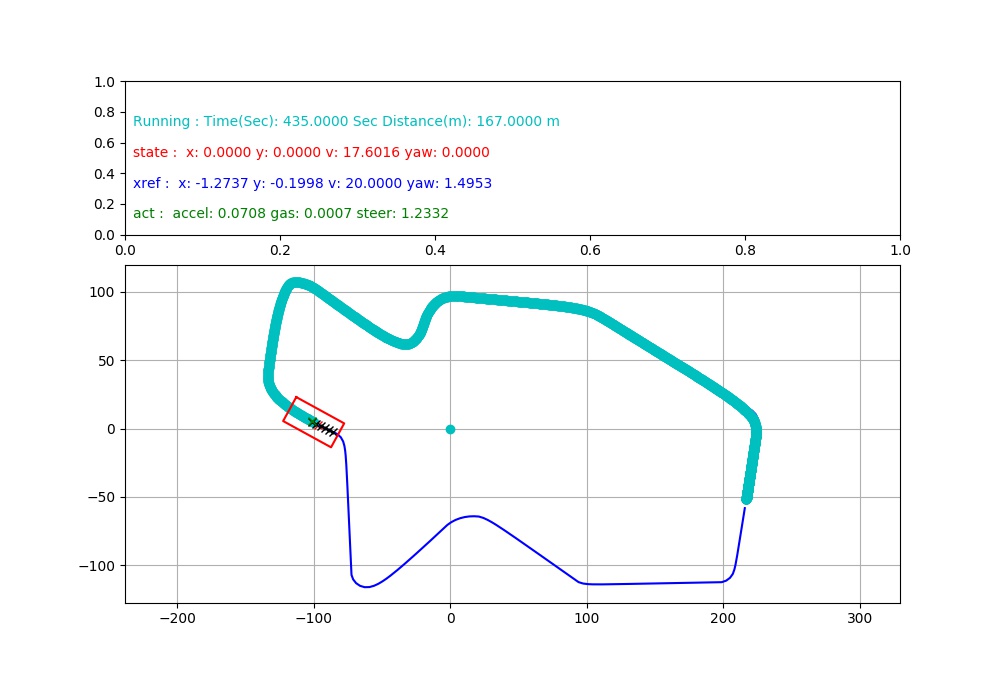 1.0
0.8
0.6
0.4
0.2
0.0
Running : Time(Sec): 435.0000 Sec Distance(m): 167.0000 m
state :  x: 0.0000 y: 0.0000 v: 17.6016 yaw: 0.0000
xref :  x: -1.2737 y: -0.1998 v: 20.0000 yaw: 1.4953
act :  accel: 0.0708 gas: 0.0007 steer: 1.2332
0.0 0.2 0.4 0.6 0.8 1.0
100
50
0
−50
−100
−200 −100 0 100 200 300